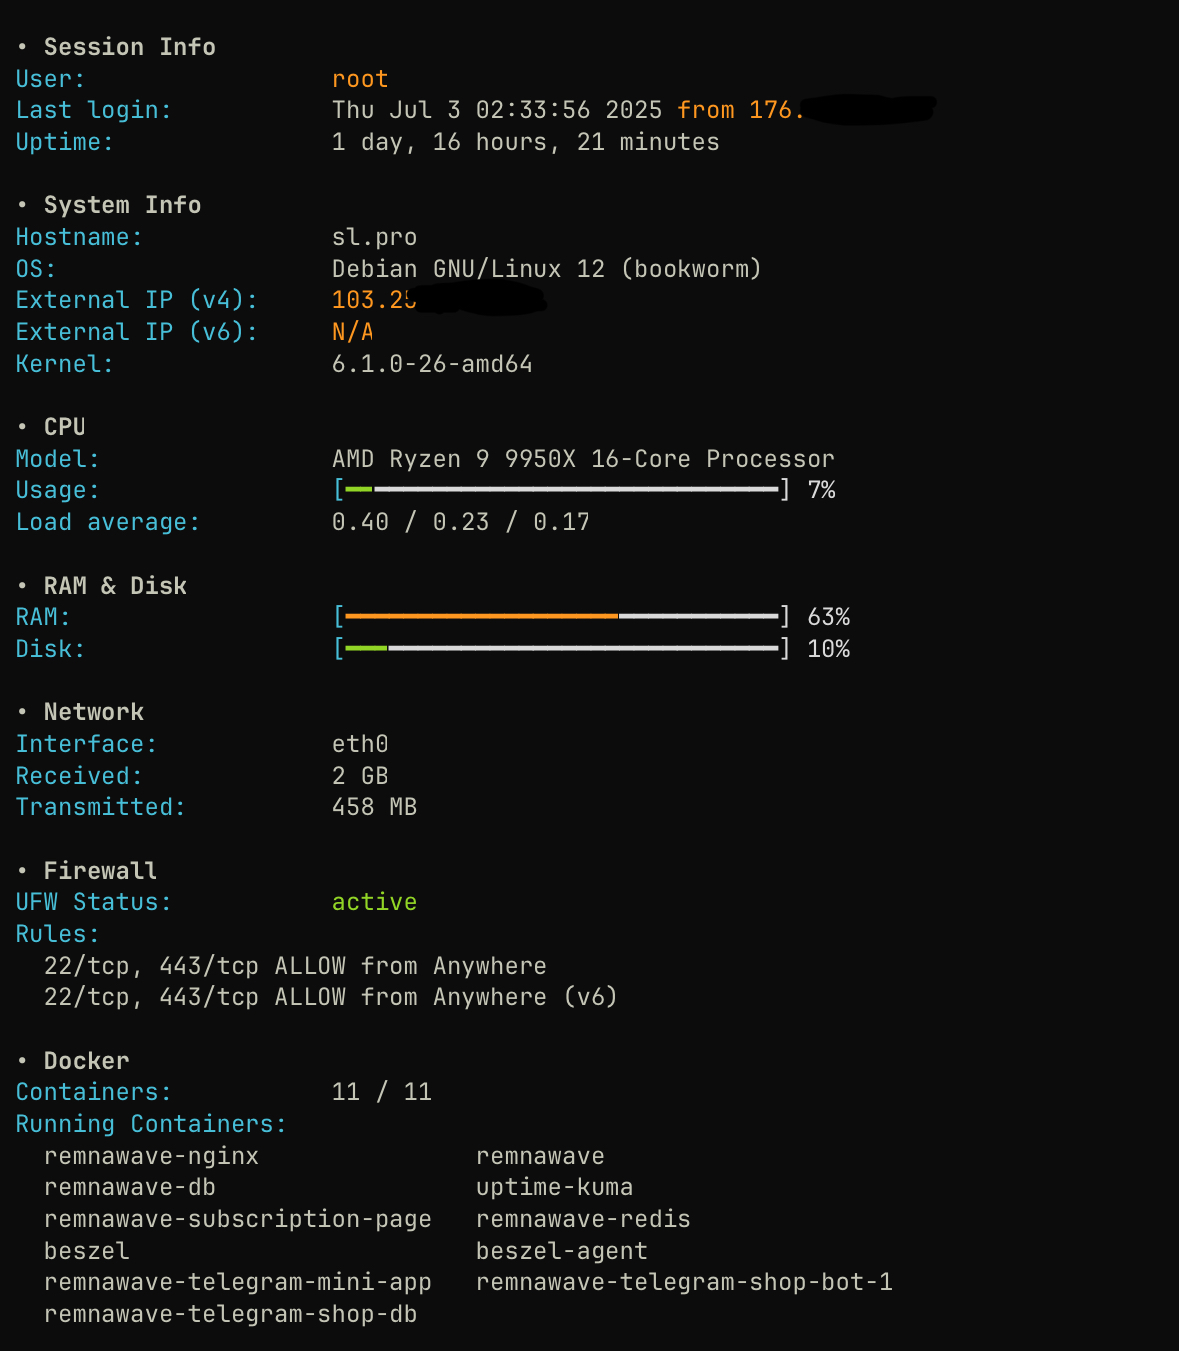 • Session Info
User: root
Last login: Thu Jul 3 02:33:56 2025 from 176.
Uptime: 1 day, 16 hours, 21 minutes
• System Info
Hostname: sl.pro
OS: Debian GNU/Linux 12 (bookworm)
External IP (v4): 103.2
External IP (v6): N/A
Kernel: 6.1.0-26-amd64
• CPU
Model: AMD Ryzen 9 9950X 16-Core Processor
Usage: [ ] 7%
Load average: 0.40 / 0.23 / 0.17
• RAM & Disk
RAM: [ ] 63%
Disk: [ ] 10%
• Network
Interface: eth0
Received: 2 GB
Transmitted: 458 MB
• Firewall
UFW Status: active
Rules:
22/tcp, 443/tcp ALLOW from Anywhere
22/tcp, 443/tcp ALLOW from Anywhere (v6)
• Docker
Containers: 11 / 11
Running Containers:
remnawave-nginx remnawave
remnawave-db uptime-kuma
remnawave-subscription-page remnawave-redis
beszel beszel-agent
remnawave-telegram-mini-app remnawave-telegram-shop-bot-1
remnawave-telegram-shop-db